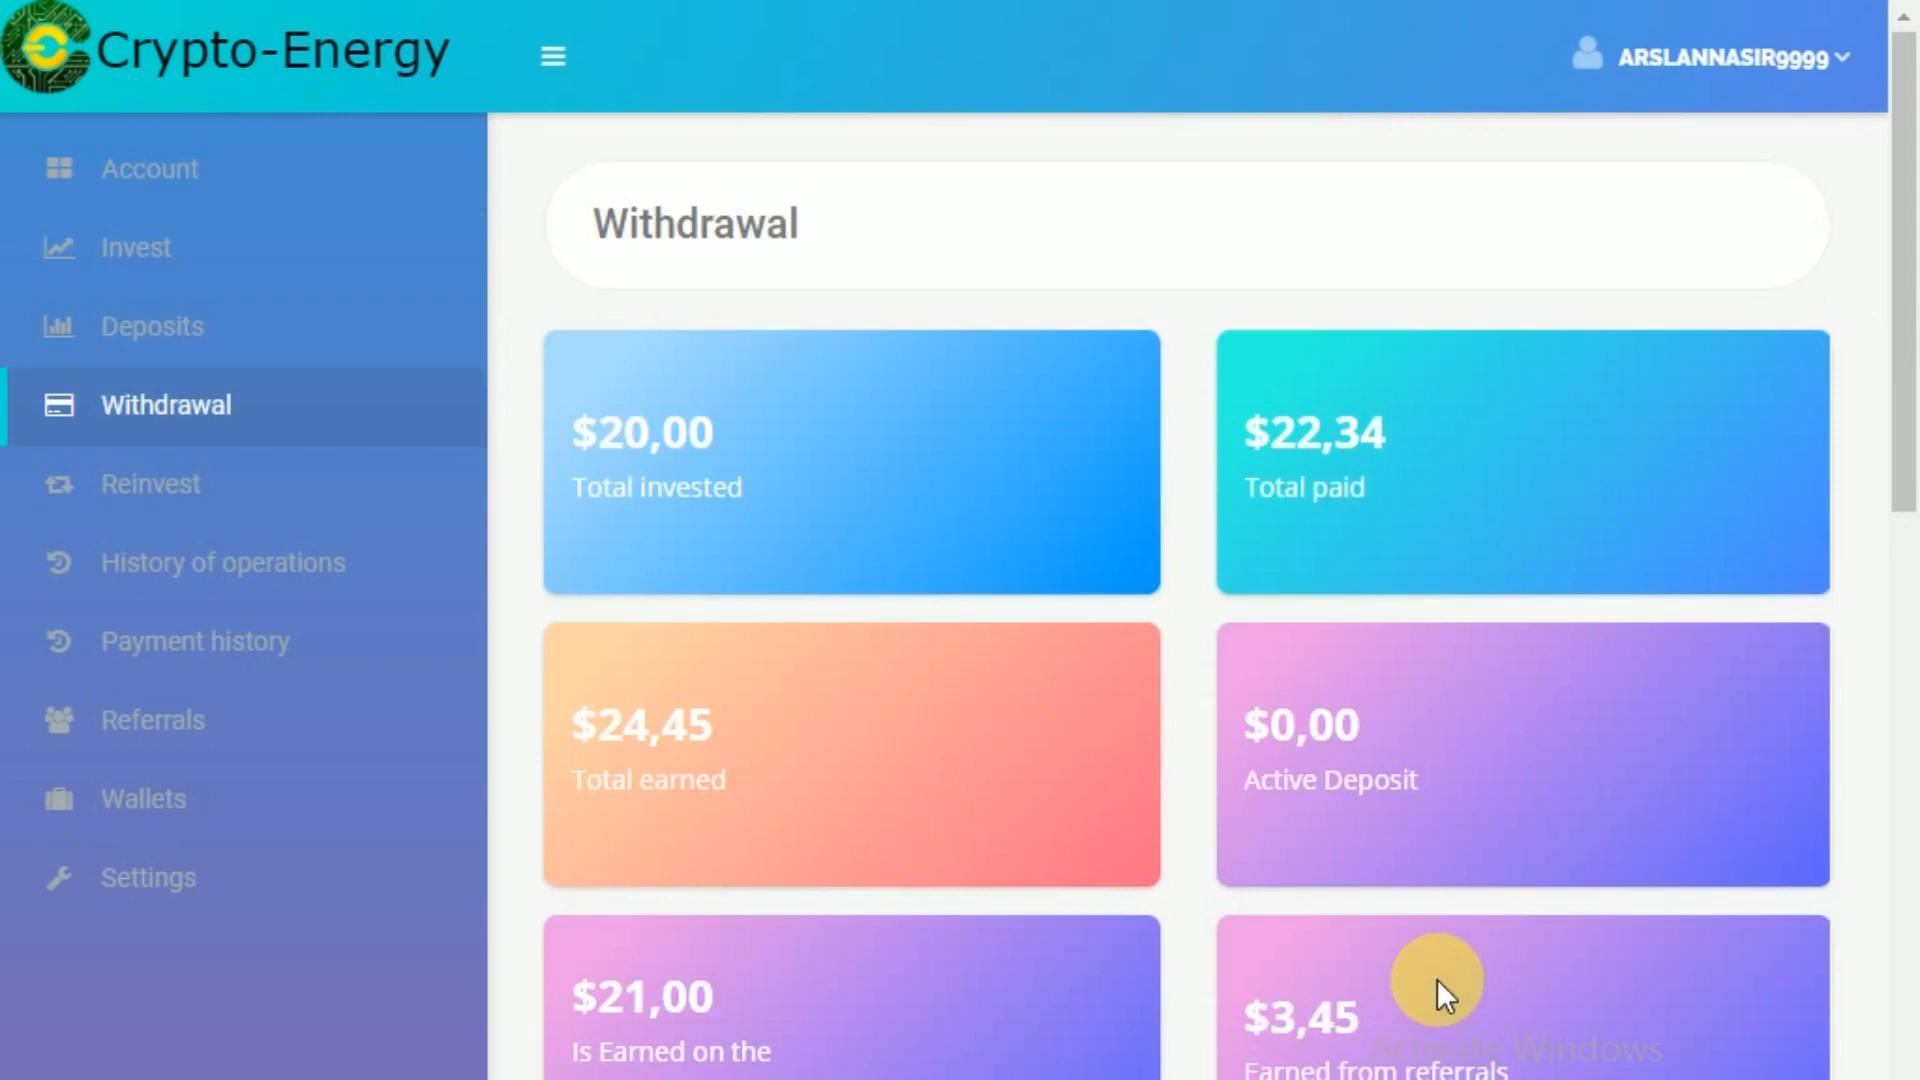 Crypto-Energy
ARSLANNASIR9999
Account
Invest
Deposits
Withdrawal
Reinvest
History of operations
Payment history
Referrals
Wallets
Settings
Withdrawal
$20,00
Total invested
$22,34
Total paid
$24,45
Total earned
$0,00
Active Deposit
$21,00
Is Earned on the
$3,45
Earned from referrals
Activate Windows